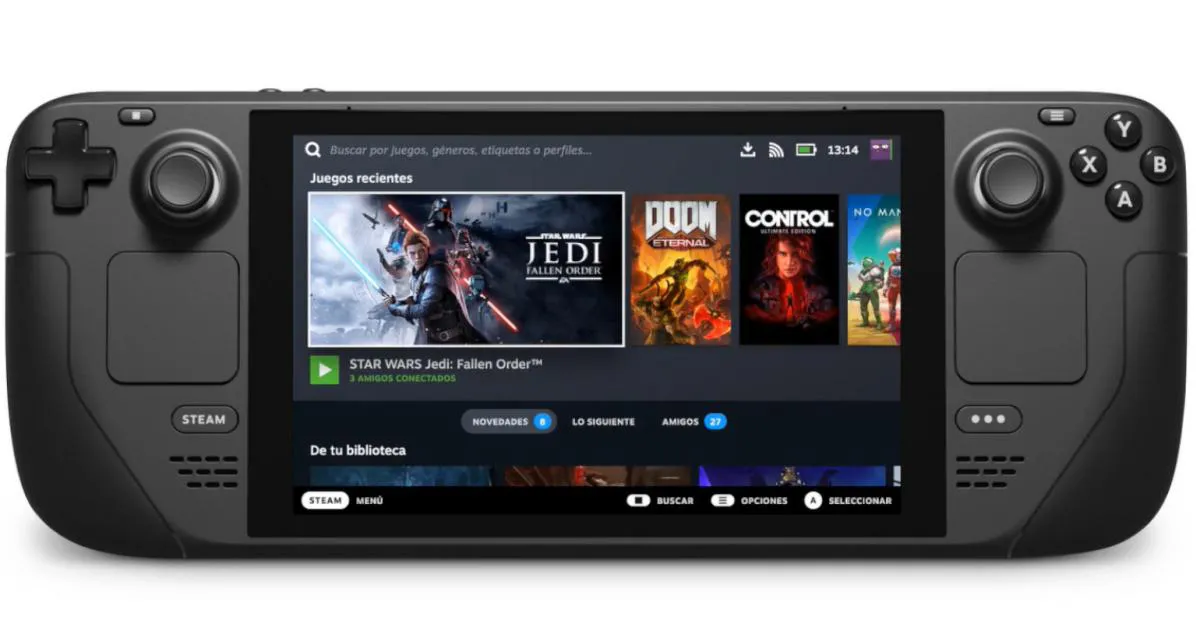 Buscar por juegos, géneros, etiquetas o perfiles...
13:14
Juegos recientes
STAR WARS
JEDI
FALLEN ORDER
EA
DOOM
ETERNAL
CONTROL
ULTIMATE EDITION
NO MAN
STAR WARS Jedi: Fallen Order™
3 AMIGOS CONECTADOS
NOVEDADES 8
LO SIGUIENTE
AMIGOS 27
De tu biblioteca
STEAM MENÚ
BUSCAR
OPCIONES
A SELECCIONAR
Y
X
B
A
STEAM